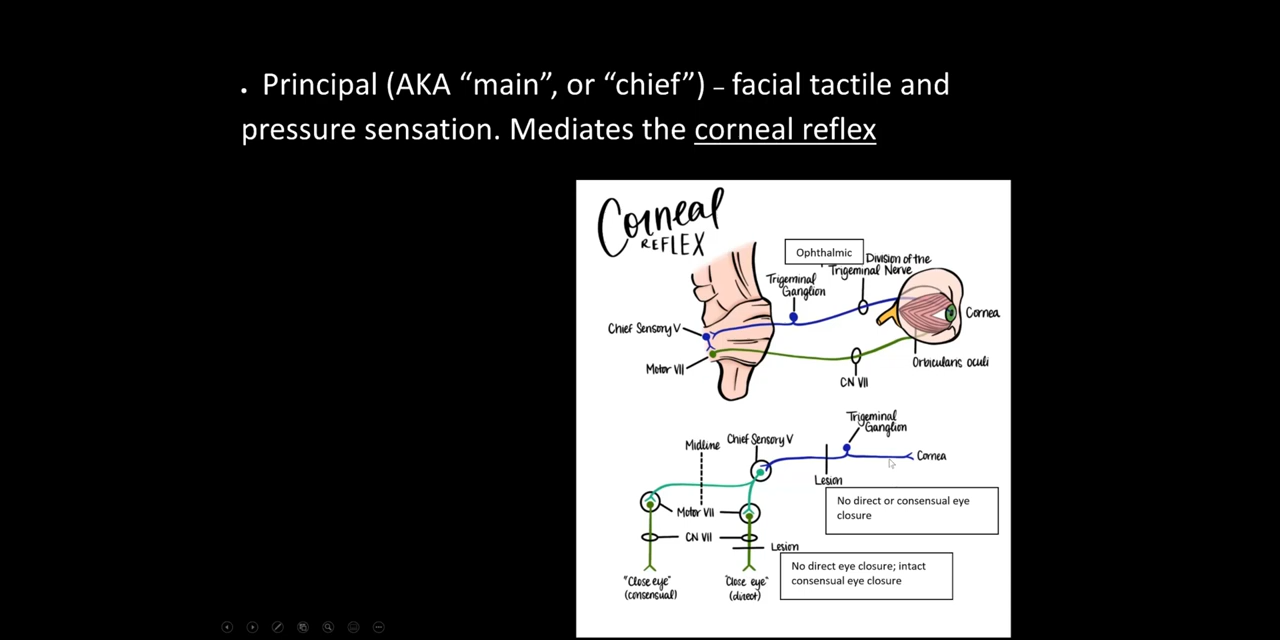 • Principal (AKA “main”, or “chief”) – facial tactile and
pressure sensation. Mediates the corneal reflex
Corneal
REFLEX
Ophthalmic
Division of the
Trigeminal Nerve
Trigeminal
Ganglion
Cornea
Chief Sensory V
Motor VII
Orbicularis oculi
CN VII
Trigeminal
Ganglion
Midline
Chief Sensory V
Cornea
Lesion
No direct or consensual eye
closure
Motor VII
CN VII
Lesion
No direct eye closure; intact
consensual eye closure
"Close eye"
(consensual)
"Close eye"
(direct)